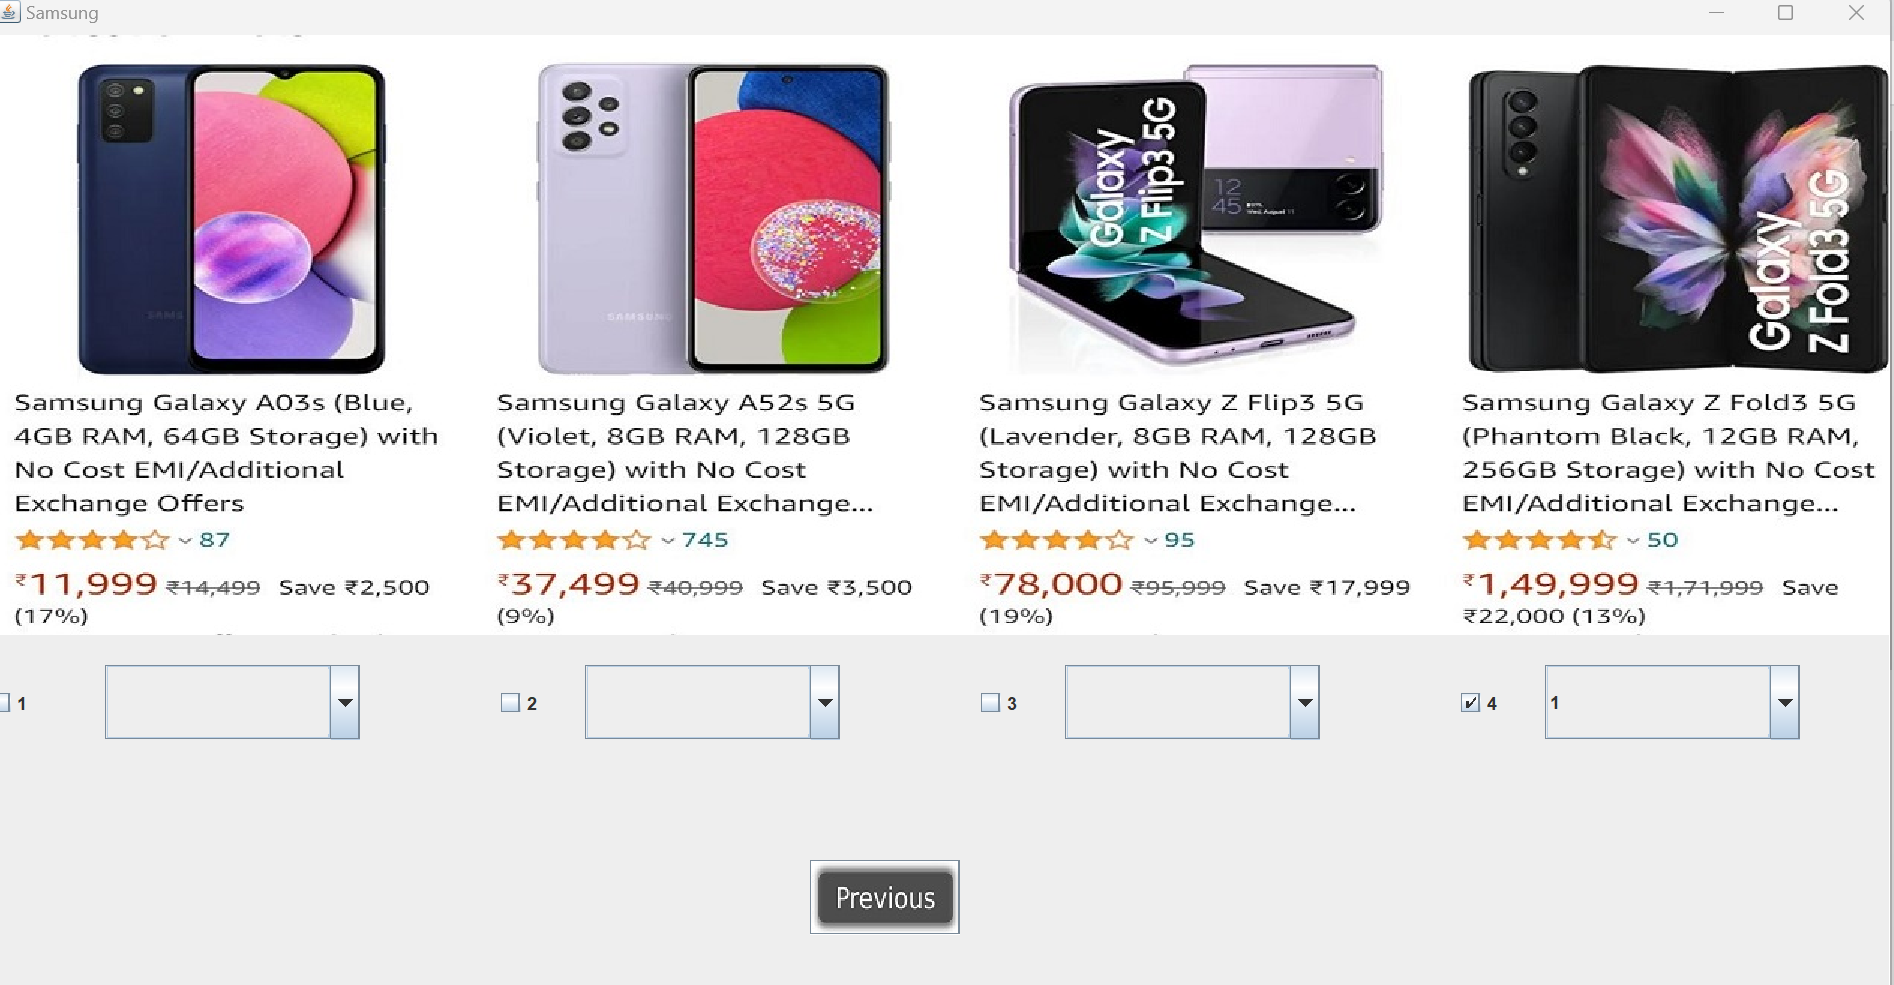 Samsung
SAMSUNG
Galaxy
Z Flip3 5G
12
45
Wed, August 11
Galaxy
Z Fold3 5G
Samsung Galaxy A03s (Blue,
4GB RAM, 64GB Storage) with
No Cost EMI/Additional
Exchange Offers
87
₹11,999 ₹14,499 Save ₹2,500
(17%)
Samsung Galaxy A52s 5G
(Violet, 8GB RAM, 128GB
Storage) with No Cost
EMI/Additional Exchange...
745
₹37,499 ₹40,999 Save ₹3,500
(9%)
Samsung Galaxy Z Flip3 5G
(Lavender, 8GB RAM, 128GB
Storage) with No Cost
EMI/Additional Exchange...
95
₹78,000 ₹95,999 Save ₹17,999
(19%)
Samsung Galaxy Z Fold3 5G
(Phantom Black, 12GB RAM,
256GB Storage) with No Cost
EMI/Additional Exchange...
50
₹1,49,999 ₹1,71,999 Save
₹22,000 (13%)
1
2
3
4
1
Previous